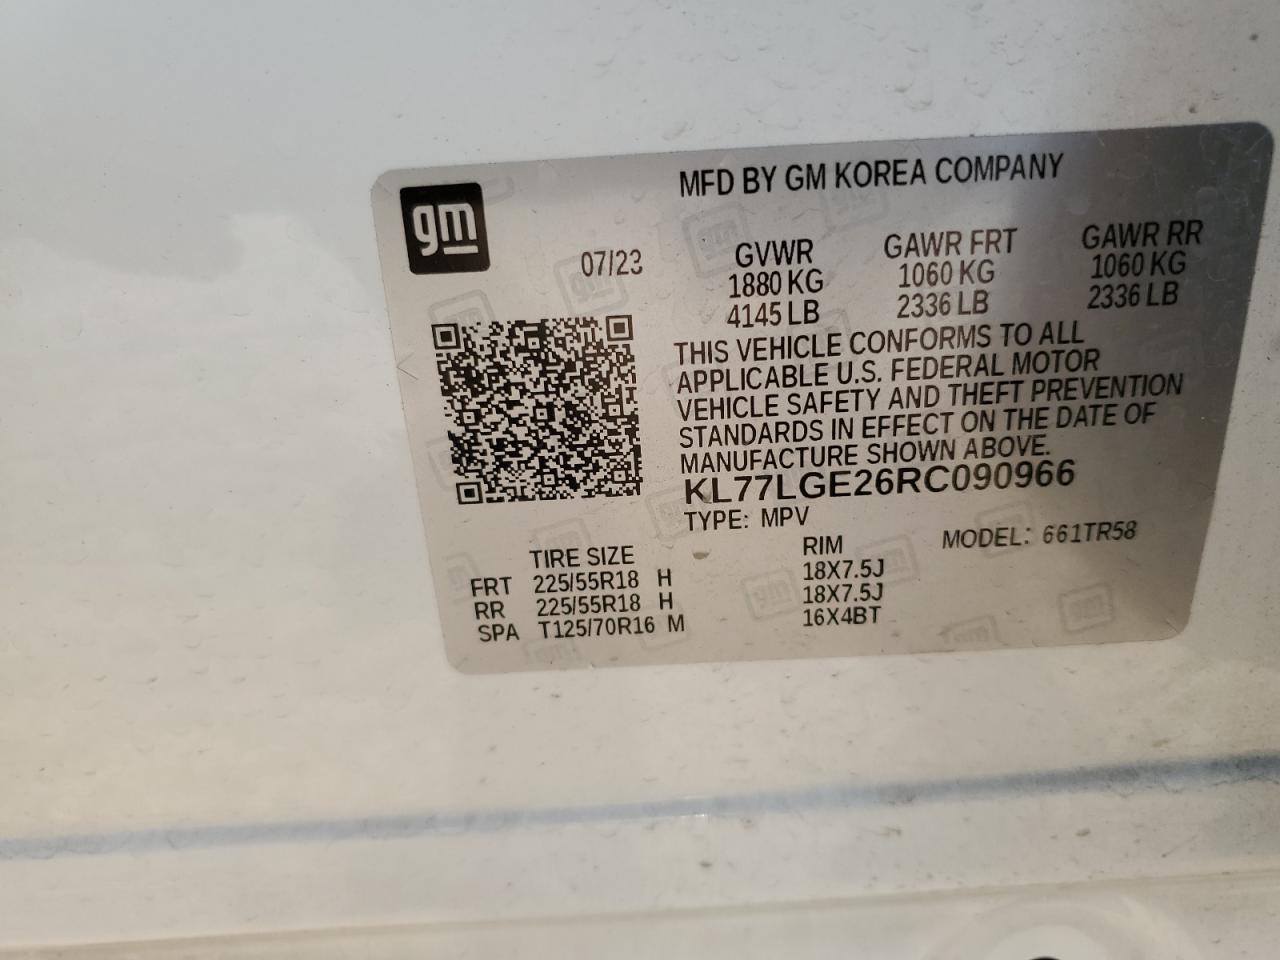 gm
MFD BY GM KOREA COMPANY
07/23
GVWR GAWR FRT GAWR RR
1880 KG 1060 KG 1060 KG
4145 LB 2336 LB 2336 LB
THIS VEHICLE CONFORMS TO ALL
APPLICABLE U.S. FEDERAL MOTOR
VEHICLE SAFETY AND THEFT PREVENTION
STANDARDS IN EFFECT ON THE DATE OF
MANUFACTURE SHOWN ABOVE.
KL77LGE26RC090966
TYPE: MPV
MODEL: 661TR58
TIRE SIZE RIM
FRT 225/55R18 H 18X7.5J
RR 225/55R18 H 18X7.5J
SPA T125/70R16 M 16X4BT